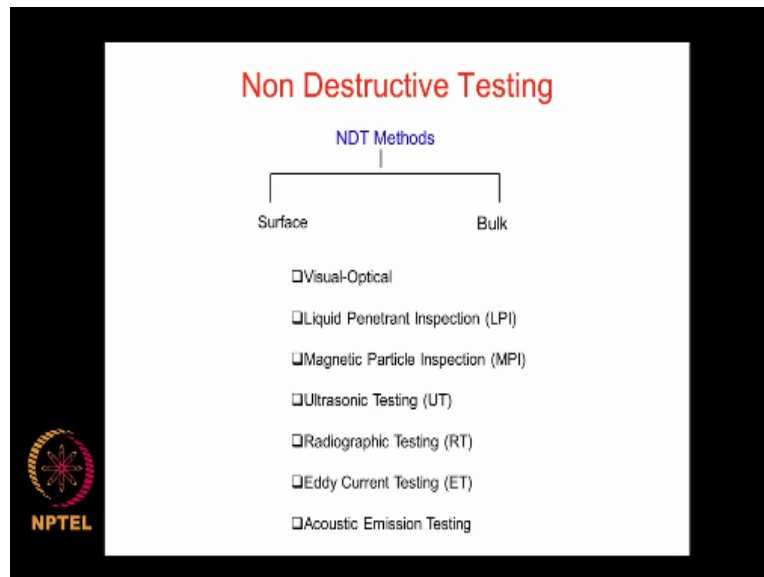 Non Destructive Testing
NDT Methods
Surface Bulk
❑Visual-Optical
❑Liquid Penetrant Inspection (LPI)
❑Magnetic Particle Inspection (MPI)
❑Ultrasonic Testing (UT)
❑Radiographic Testing (RT)
❑Eddy Current Testing (ET)
❑Acoustic Emission Testing
NPTEL